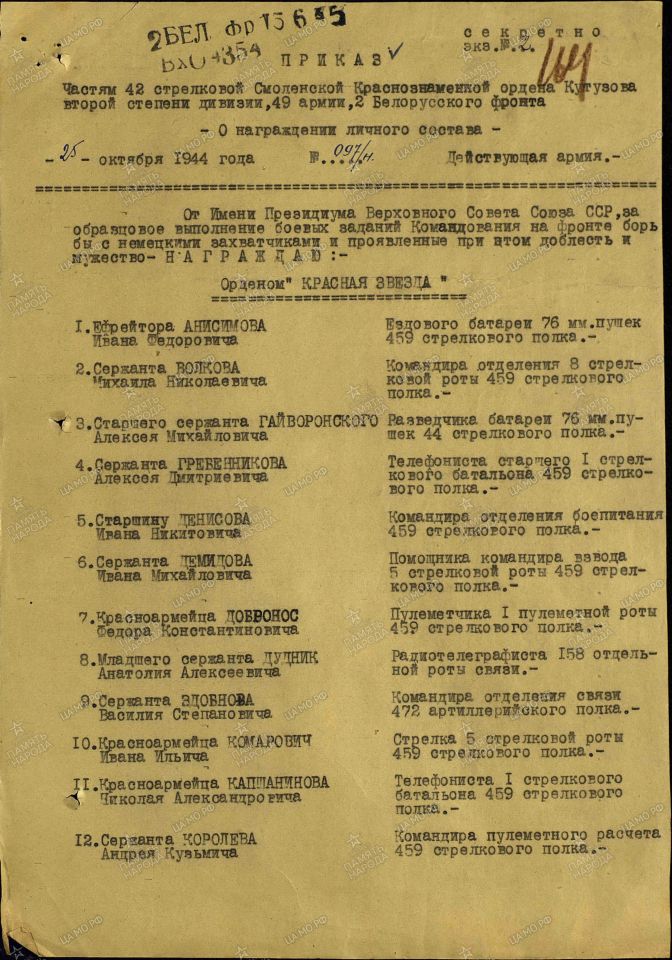 2 БЕЛ. ФР 15 6 45
ВХО 4354
с е к р е т н о
экз.№.2.
П Р И К А З
Частям 42 стрелковой Смоленской Краснознаменной ордена Кутузова
второй степени дивизии,49 армии,2 Белорусского фронта
- О награждении личного состава -
- 25 - октября 1944 года №...097/н. Действующая армия.-
От Имени Президиума Верховного Совета Союза ССР,за
образцовое выполнение боевых заданий Командования на фронте борь
бы с немецкими захватчиками и проявленные при этом доблесть и
мужество- Н А Г Р А Ж Д А Ю :-
Орденом" КРАСНАЯ ЗВЕЗДА "
I.Ефрейтора АНИСИМОВА Ездового батареи 76 мм.пушек
Ивана Федоровича 459 стрелкового полка.-
2.Сержанта ВОЛКОВА Командира отделения 8 стрел-
Михаила Николаевича ковой роты 459 стрелкового
полка.-
3.Старшего сержанта ГАЙВОРОНСКОГО Разведчика батареи 76 мм.пу-
Алексея Михайловича шек 44 стрелкового полка.-
4.Сержанта ГРЕБЕННИКОВА Телефониста старшего I стрел-
Алексея Дмитриевича кового батальона 459 стрелко-
вого полка.-
5.Старшину ДЕНИСОВА Командира отделения боепитания
Ивана Никитовича 459 стрелкового полка.-
6.Сержанта ДЕМИДОВА Помощника командира взвода
Ивана Михайловича 5 стрелковой роты 459 стрел-
кового полка.-
7.Красноармейца ДОБРОНОС Пулеметчика I пулеметной роты
Федора Константиновича 459 стрелкового полка.-
8.Младшего сержанта ДУДНИК Радиотелеграфиста I58 отдель-
Анатолия Алексеевича ной роты связи.-
9.Сержанта ЗДОБНОВА Командира отделения связи
Василия Степановича 472 артиллерийского полка.-
IO.Красноармейца КОМАРОВИЧ Стрелка 5 стрелковой роты
Ивана Ильича 459 стрелкового полка.-
II.Красноармейца КАПШАНИНОВА Телефониста I стрелкового
Николая Александровича батальона 459 стрелкового
полка.-
I2.Сержанта КОРОЛЕВА Командира пулеметного расчета
Андрея Кузьмича 459 стрелкового полка.-